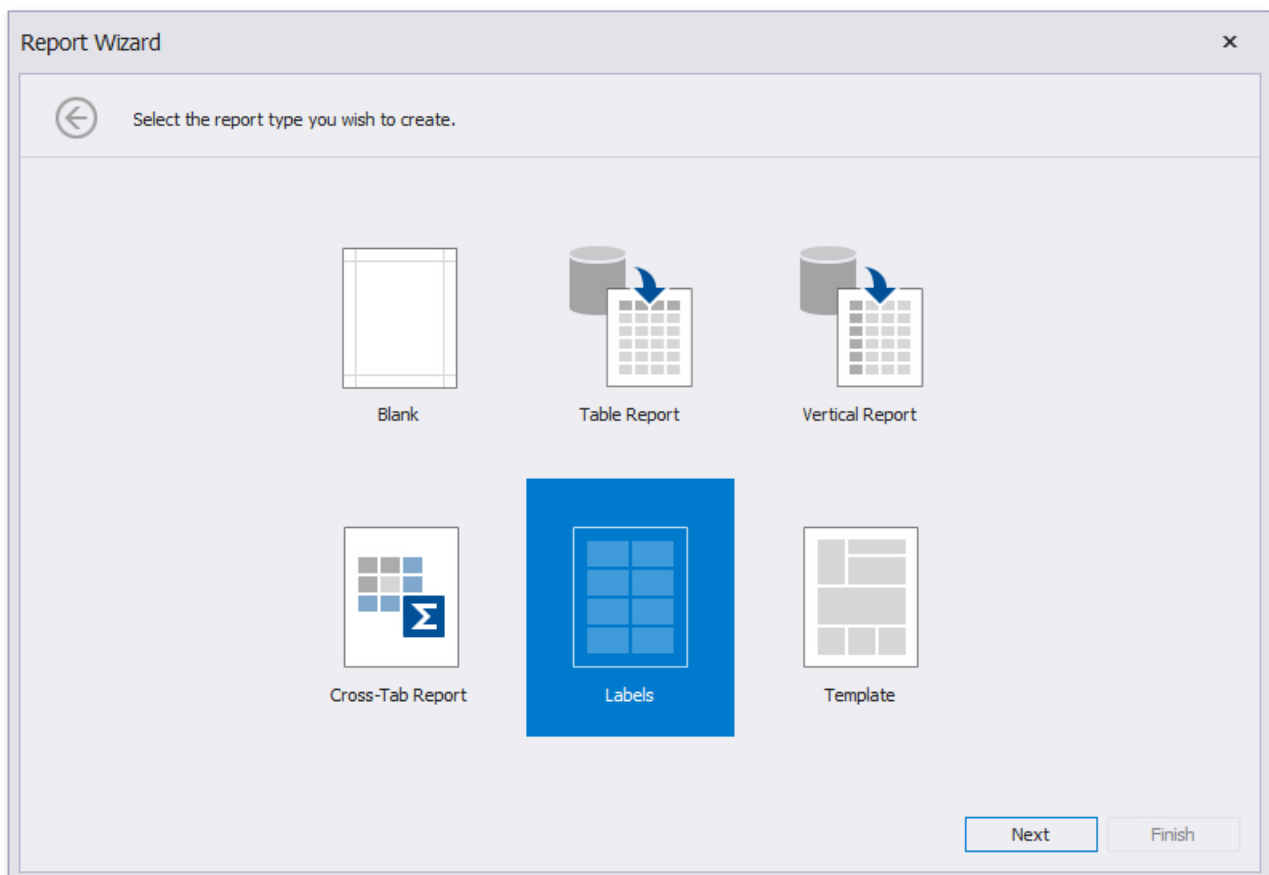 Report Wizard
Select the report type you wish to create.
Blank
Table Report
Vertical Report
Σ
Cross-Tab Report
Labels
Template
Next
Finish